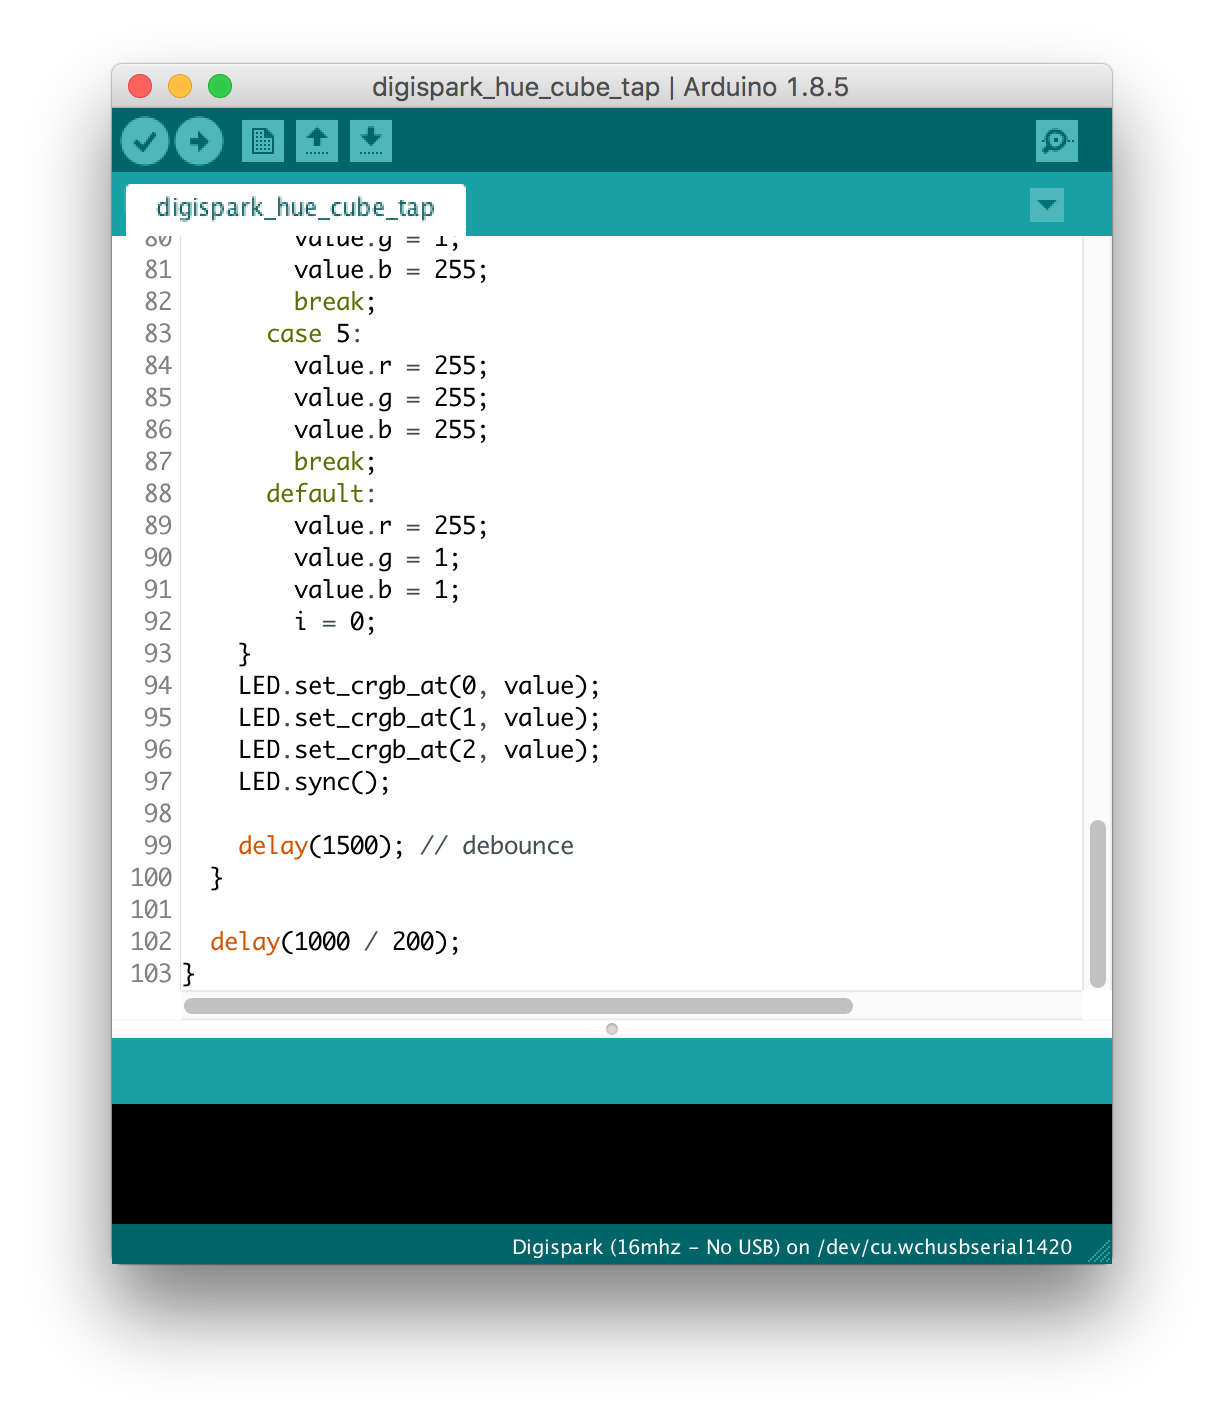 digispark_hue_cube_tap | Arduino 1.8.5
digispark_hue_cube_tap
80         value.g = 1;
81         value.b = 255;
82         break;
83       case 5:
84         value.r = 255;
85         value.g = 255;
86         value.b = 255;
87         break;
88       default:
89         value.r = 255;
90         value.g = 1;
91         value.b = 1;
92         i = 0;
93     }
94     LED.set_crgb_at(0, value);
95     LED.set_crgb_at(1, value);
96     LED.set_crgb_at(2, value);
97     LED.sync();
98
99     delay(1500); // debounce
100   }
101
102   delay(1000 / 200);
103 }
Digispark (16mhz - No USB) on /dev/cu.wchusbserial1420